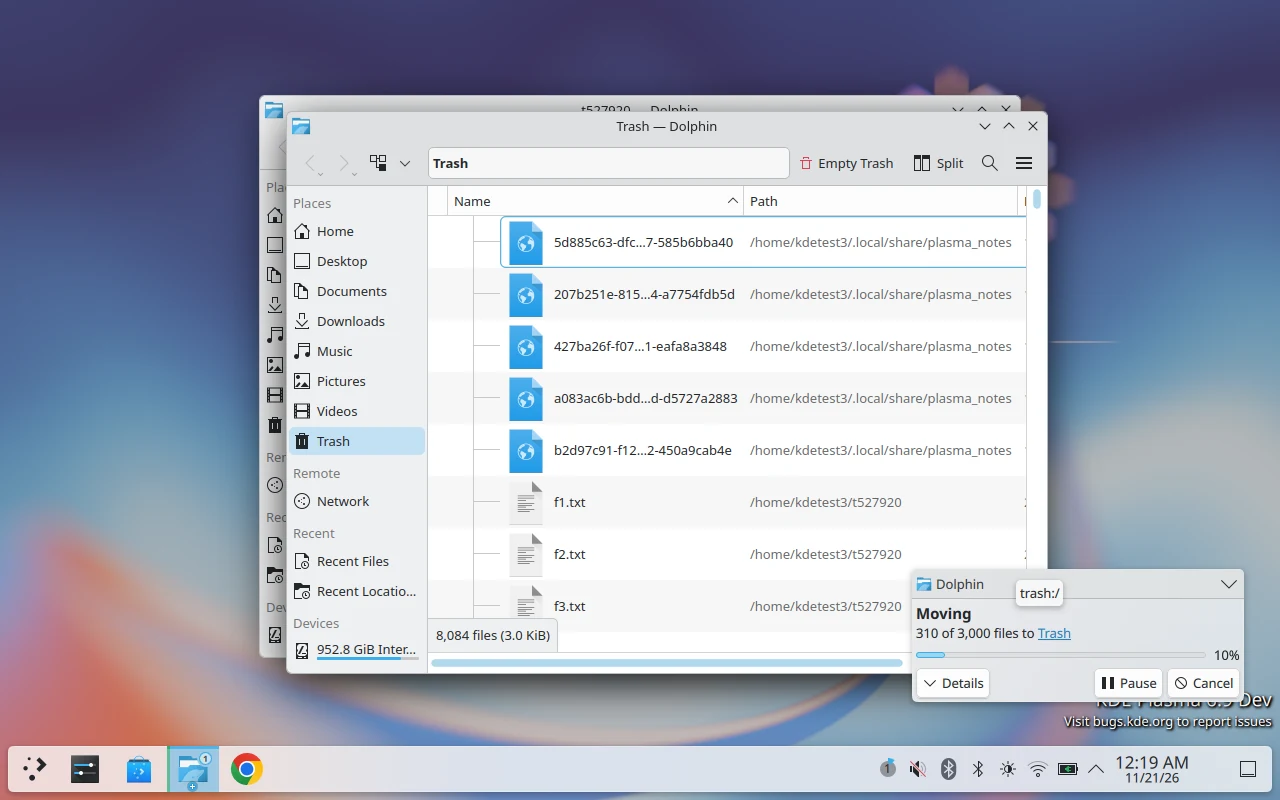 t527920 — Dolphin
Trash — Dolphin
Trash
Empty Trash
Split
Places
Home
Desktop
Documents
Downloads
Music
Pictures
Videos
Trash
Remote
Network
Recent
Recent Files
Recent Locatio...
Devices
952.8 GiB Inter...
Name
Path
5d885c63-dfc...7-585b6bba40 /home/kdetest3/.local/share/plasma_notes
207b251e-815...4-a7754fdb5d /home/kdetest3/.local/share/plasma_notes
427ba26f-f07...1-eafa8a3848 /home/kdetest3/.local/share/plasma_notes
a083ac6b-bdd...d-d5727a2883 /home/kdetest3/.local/share/plasma_notes
b2d97c91-f12...2-450a9cab4e /home/kdetest3/.local/share/plasma_notes
f1.txt /home/kdetest3/t527920
f2.txt /home/kdetest3/t527920
f3.txt /home/kdetest3/t527920
8,084 files (3.0 KiB)
Dolphin
trash:/
Moving
310 of 3,000 files to Trash
10%
Details
Pause
Cancel
Visit bugs.kde.org to report issues
1
1
12:19 AM
11/21/26